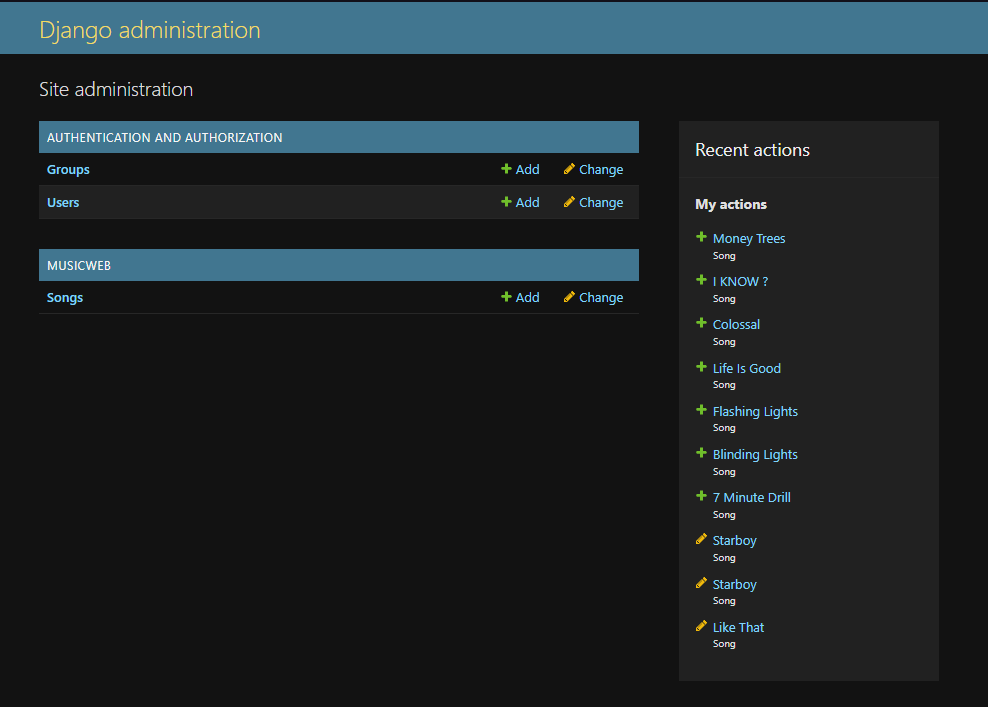 Django administration
Site administration
AUTHENTICATION AND AUTHORIZATION
Groups Add Change
Users Add Change
MUSICWEB
Songs Add Change
Recent actions
My actions
Money Trees
Song
I KNOW ?
Song
Colossal
Song
Life Is Good
Song
Flashing Lights
Song
Blinding Lights
Song
7 Minute Drill
Song
Starboy
Song
Starboy
Song
Like That
Song